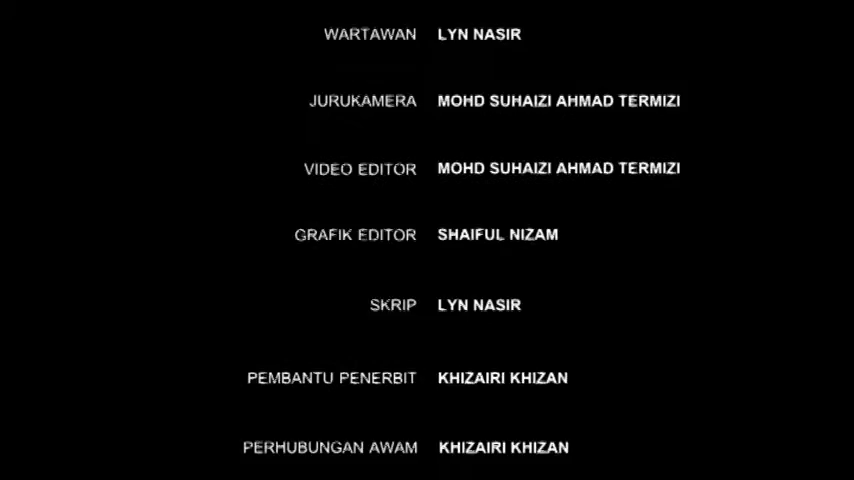 WARTAWAN LYN NASIR
JURUKAMERA MOHD SUHAIZI AHMAD TERMIZI
VIDEO EDITOR MOHD SUHAIZI AHMAD TERMIZI
GRAFIK EDITOR SHAIFUL NIZAM
SKRIP LYN NASIR
PEMBANTU PENERBIT KHIZAIRI KHIZAN
PERHUBUNGAN AWAM KHIZAIRI KHIZAN